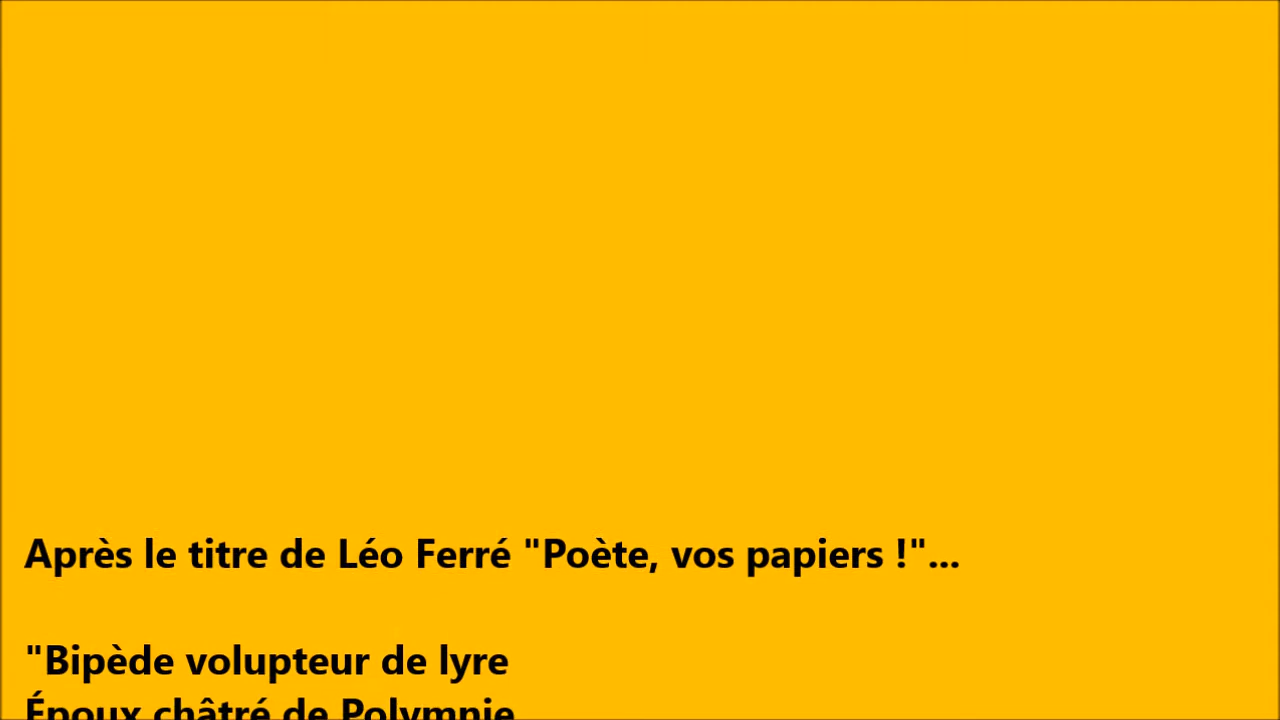 Après le titre de Léo Ferré "Poète, vos papiers !"...
"Bipède volupteur de lyre
Époux châtré de Polymnie